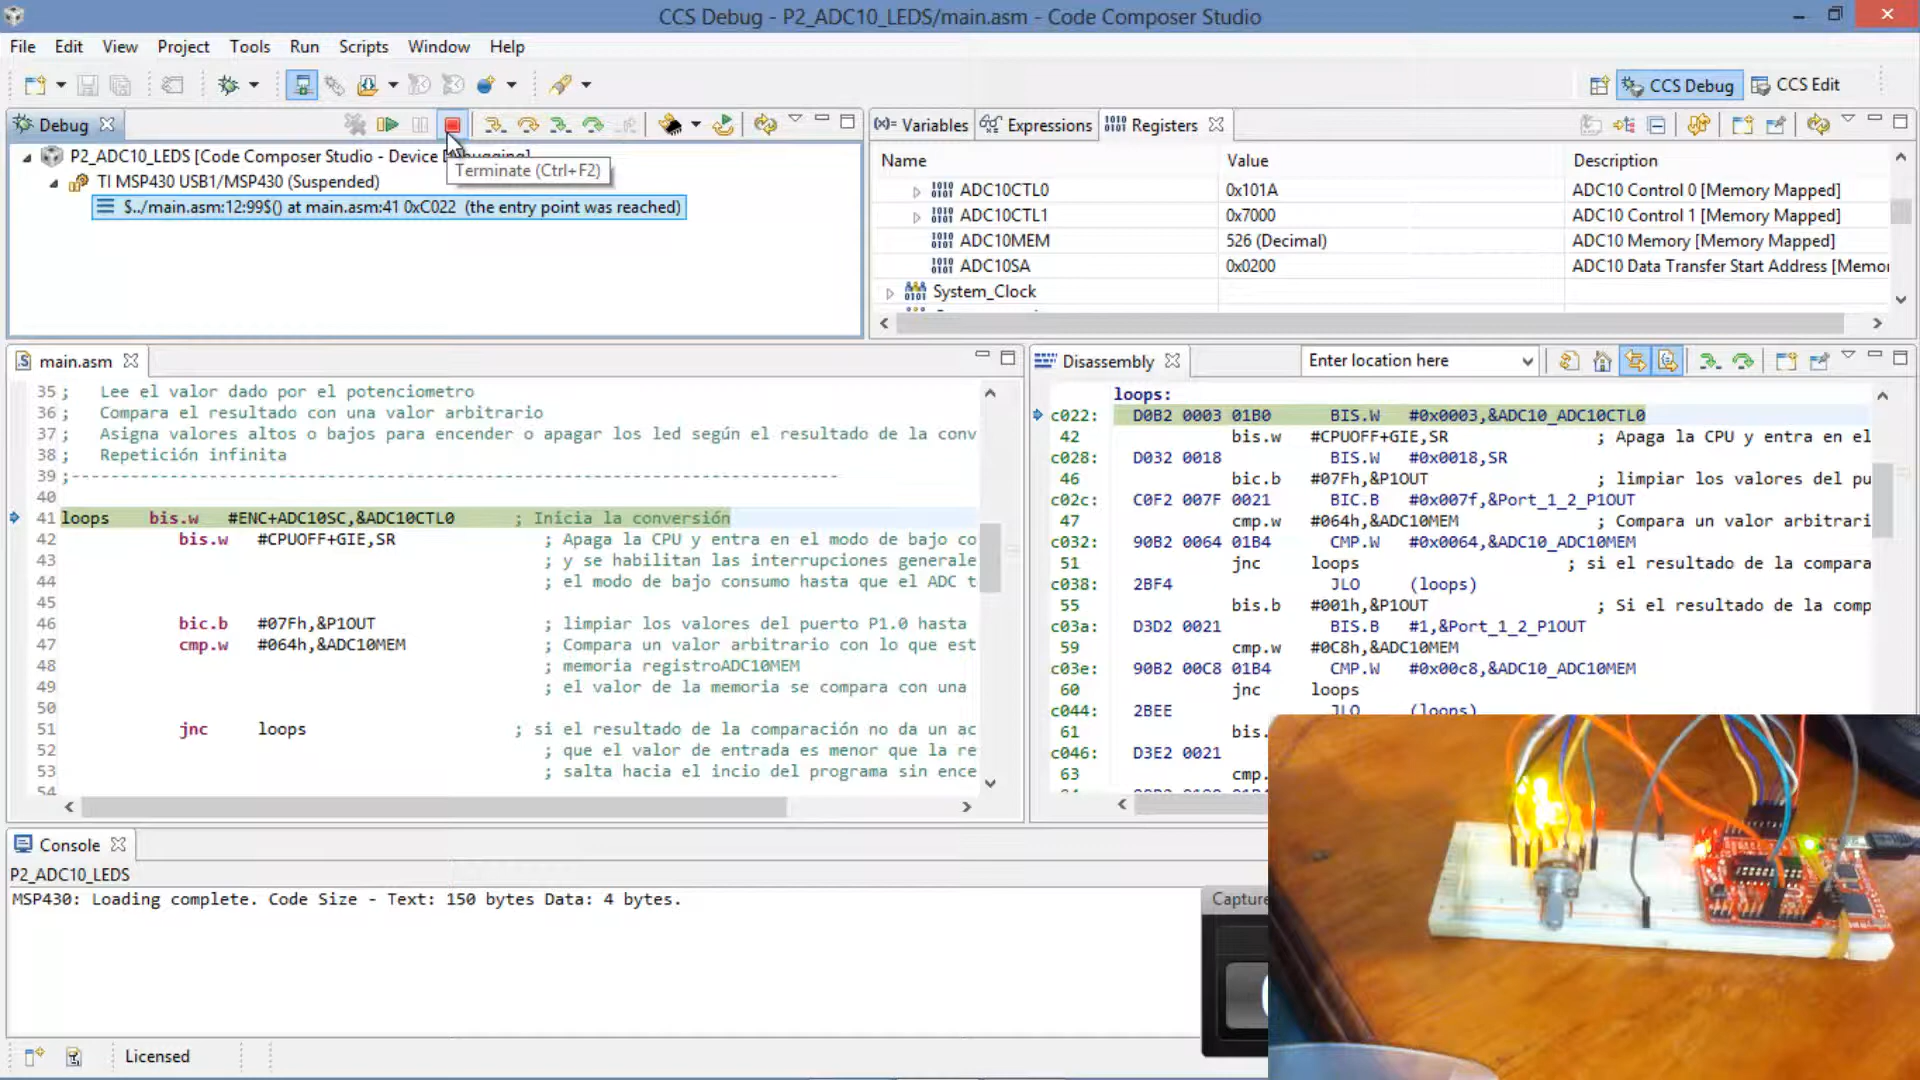 CCS Debug - P2_ADC10_LEDS/main.asm - Code Composer Studio
File Edit View Project Tools Run Scripts Window Help
CCS Debug CCS Edit
Debug
P2_ADC10_LEDS [Code Composer Studio - Device Debugging]
Terminate (Ctrl+F2)
TI MSP430 USB1/MSP430 (Suspended)
$../main.asm:12:99$() at main.asm:41 0xC022 (the entry point was reached)
(x)= Variables Expressions Registers
Name Value Description
ADC10CTL0 0x101A ADC10 Control 0 [Memory Mapped]
ADC10CTL1 0x7000 ADC10 Control 1 [Memory Mapped]
ADC10MEM 526 (Decimal) ADC10 Memory [Memory Mapped]
ADC10SA 0x0200 ADC10 Data Transfer Start Address [Memo
System_Clock
main.asm
35 ; Lee el valor dado por el potenciometro
36 ; Compara el resultado con una valor arbitrario
37 ; Asigna valores altos o bajos para encender o apagar los led según el resultado de la conv
38 ; Repetición infinita
39 ;-----------------------------------------------------------------------------
40
41 loops bis.w #ENC+ADC10SC,&ADC10CTL0 ; Inicia la conversión
42 bis.w #CPUOFF+GIE,SR ; Apaga la CPU y entra en el modo de bajo co
43 ; y se habilitan las interrupciones generale
44 ; el modo de bajo consumo hasta que el ADC t
45
46 bic.b #07Fh,&P1OUT ; limpiar los valores del puerto P1.0 hasta
47 cmp.w #064h,&ADC10MEM ; Compara un valor arbitrario con lo que est
48 ; memoria registroADC10MEM
49 ; el valor de la memoria se compara con una
50
51 jnc loops ; si el resultado de la comparación no da un ac
52 ; que el valor de entrada es menor que la re
53 ; salta hacia el incio del programa sin ence
54
Disassembly
Enter location here
loops:
c022: D0B2 0003 01B0 BIS.W #0x0003,&ADC10_ADC10CTL0
42 bis.w #CPUOFF+GIE,SR ; Apaga la CPU y entra en el
c028: D032 0018 BIS.W #0x0018,SR
46 bic.b #07Fh,&P1OUT ; limpiar los valores del pu
c02c: C0F2 007F 0021 BIC.B #0x007f,&Port_1_2_P1OUT
47 cmp.w #064h,&ADC10MEM ; Compara un valor arbitrari
c032: 90B2 0064 01B4 CMP.W #0x0064,&ADC10_ADC10MEM
51 jnc loops ; si el resultado de la compara
c038: 2BF4 JLO (loops)
55 bis.b #001h,&P1OUT ; Si el resultado de la comp
c03a: D3D2 0021 BIS.B #1,&Port_1_2_P1OUT
59 cmp.w #0C8h,&ADC10MEM
c03e: 90B2 00C8 01B4 CMP.W #0x00c8,&ADC10_ADC10MEM
60 jnc loops
c044: 2BEE JLO (loops)
61 bis.
c046: D3E2 0021
63 cmp.
Console
P2_ADC10_LEDS
MSP430: Loading complete. Code Size - Text: 150 bytes Data: 4 bytes.
Capture
Licensed